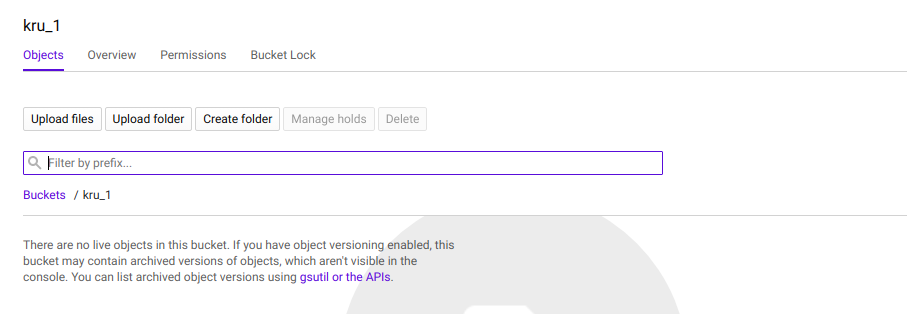 kru_1
Objects Overview Permissions Bucket Lock
Upload files Upload folder Create folder Manage holds Delete
Filter by prefix...
Buckets / kru_1
There are no live objects in this bucket. If you have object versioning enabled, this
bucket may contain archived versions of objects, which aren't visible in the
console. You can list archived object versions using gsutil or the APIs.